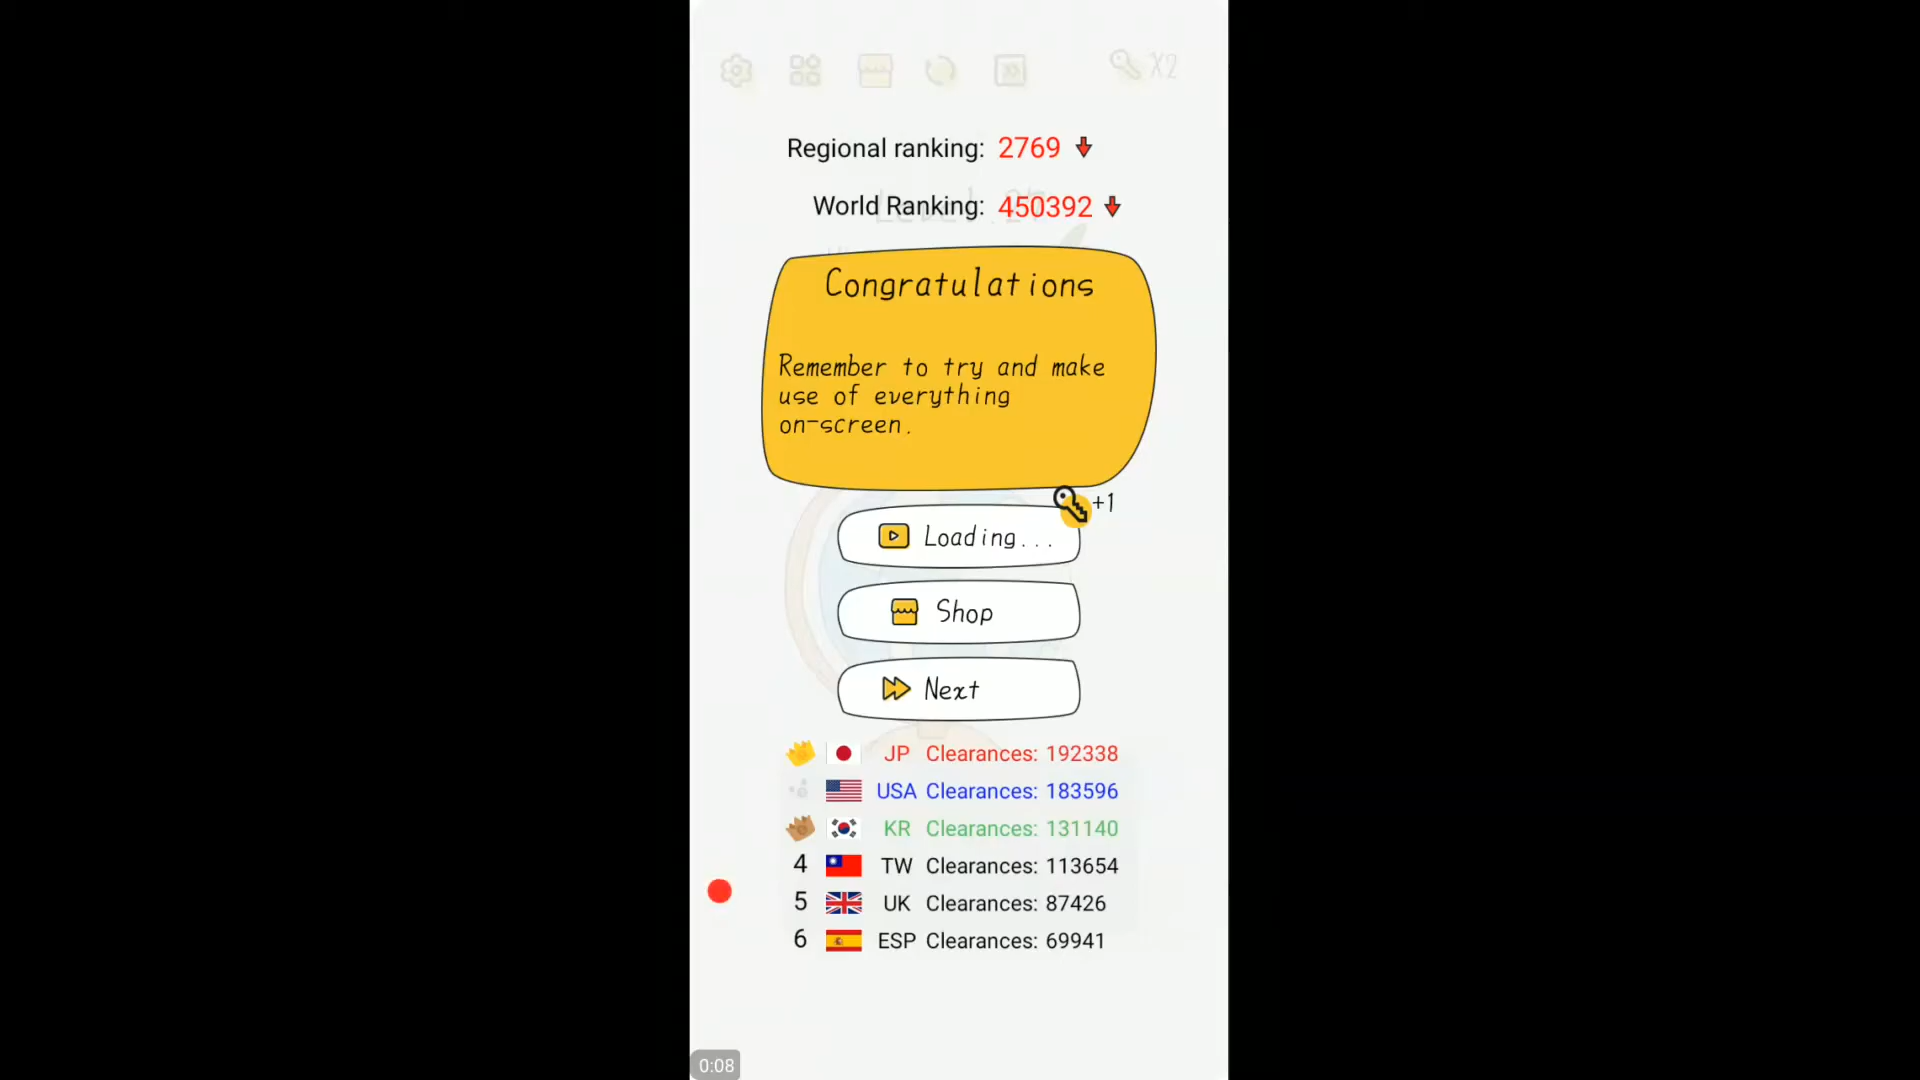 X2
Regional ranking: 2769
World Ranking: 450392
Congratulations
Remember to try and make
use of everything
on-screen.
+1
Loading...
Shop
Next
JP Clearances: 192338
USA Clearances: 183596
KR Clearances: 131140
4 TW Clearances: 113654
5 UK Clearances: 87426
6 ESP Clearances: 69941
0:08